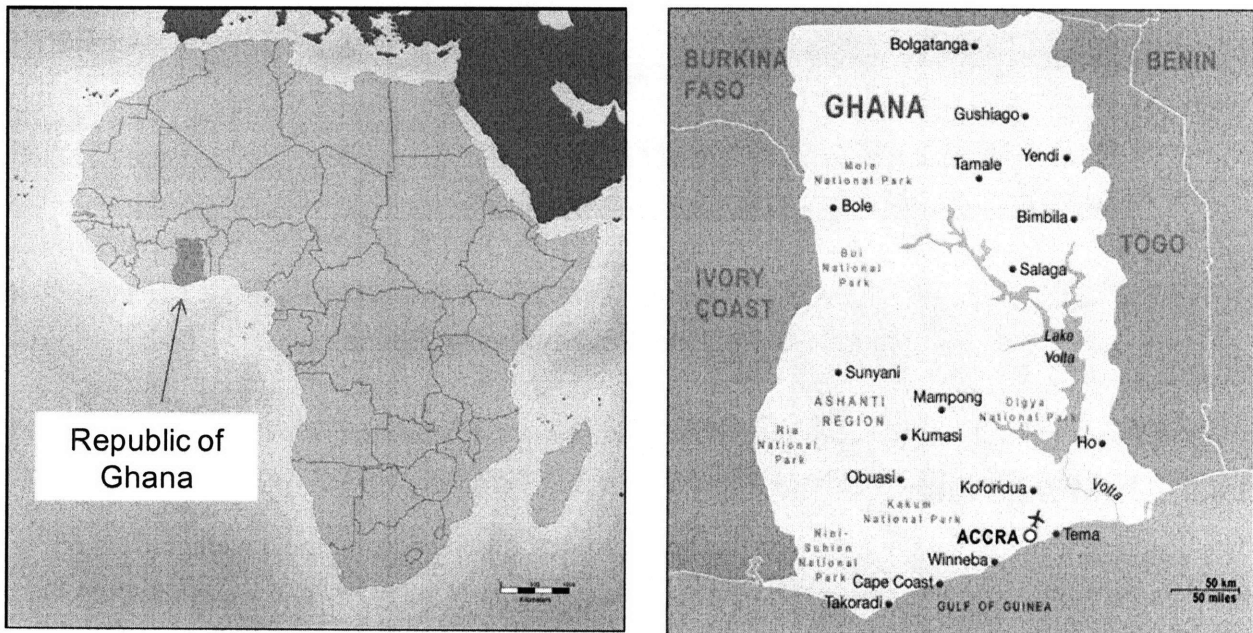 Republic of
Ghana
Kilometers
BURKINA
FASO
BENIN
Bolgatanga
GHANA
Gushiago
Yendi
Tamale
Mole
National Park
Bole
Bimbila
TOGO
Bui
National
Park
Salaga
IVORY
COAST
Lake
Volta
Sunyani
ASHANTI
REGION
Mampong
Digya
National Park
Nia
National
Park
Kumasi
Ho
Obuasi
Koforidua
Volta
Kakum
National Park
ACCRA
Tema
Nini-
Suhien
National
Park
Winneba
Cape Coast
Takoradi
GULF OF GUINEA
50 km
50 miles